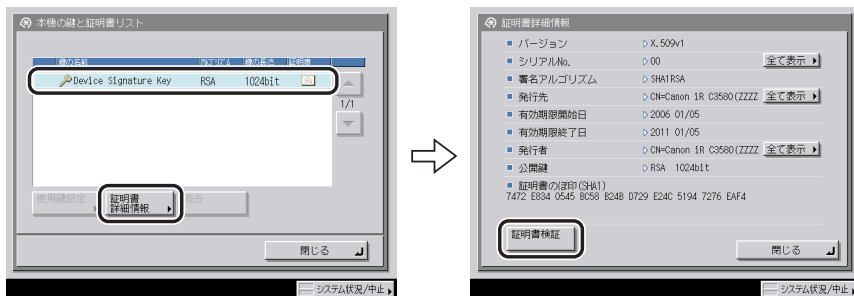 本機の鍵と証明書リスト
鍵の名前 アルゴリズム 鍵の長さ 証明書
Device Signature Key RSA 1024bit
1/1
使用鍵設定
証明書
詳細情報
消去
閉じる
システム状況/中止
証明書詳細情報
バージョン X.509v1
シリアルNo. 00 全て表示
署名アルゴリズム SHA1RSA
発行先 CN=Canon iR C3580(ZZZZ 全て表示
有効期限開始日 2006 01/05
有効期限終了日 2011 01/05
発行者 CN=Canon iR C3580(ZZZZ 全て表示
公開鍵 RSA 1024bit
証明書のぼ印(SHA1)
7472 E834 0545 BC58 B24B D729 E24C 5194 7276 EAF4
証明書検証
閉じる
システム状況/中止